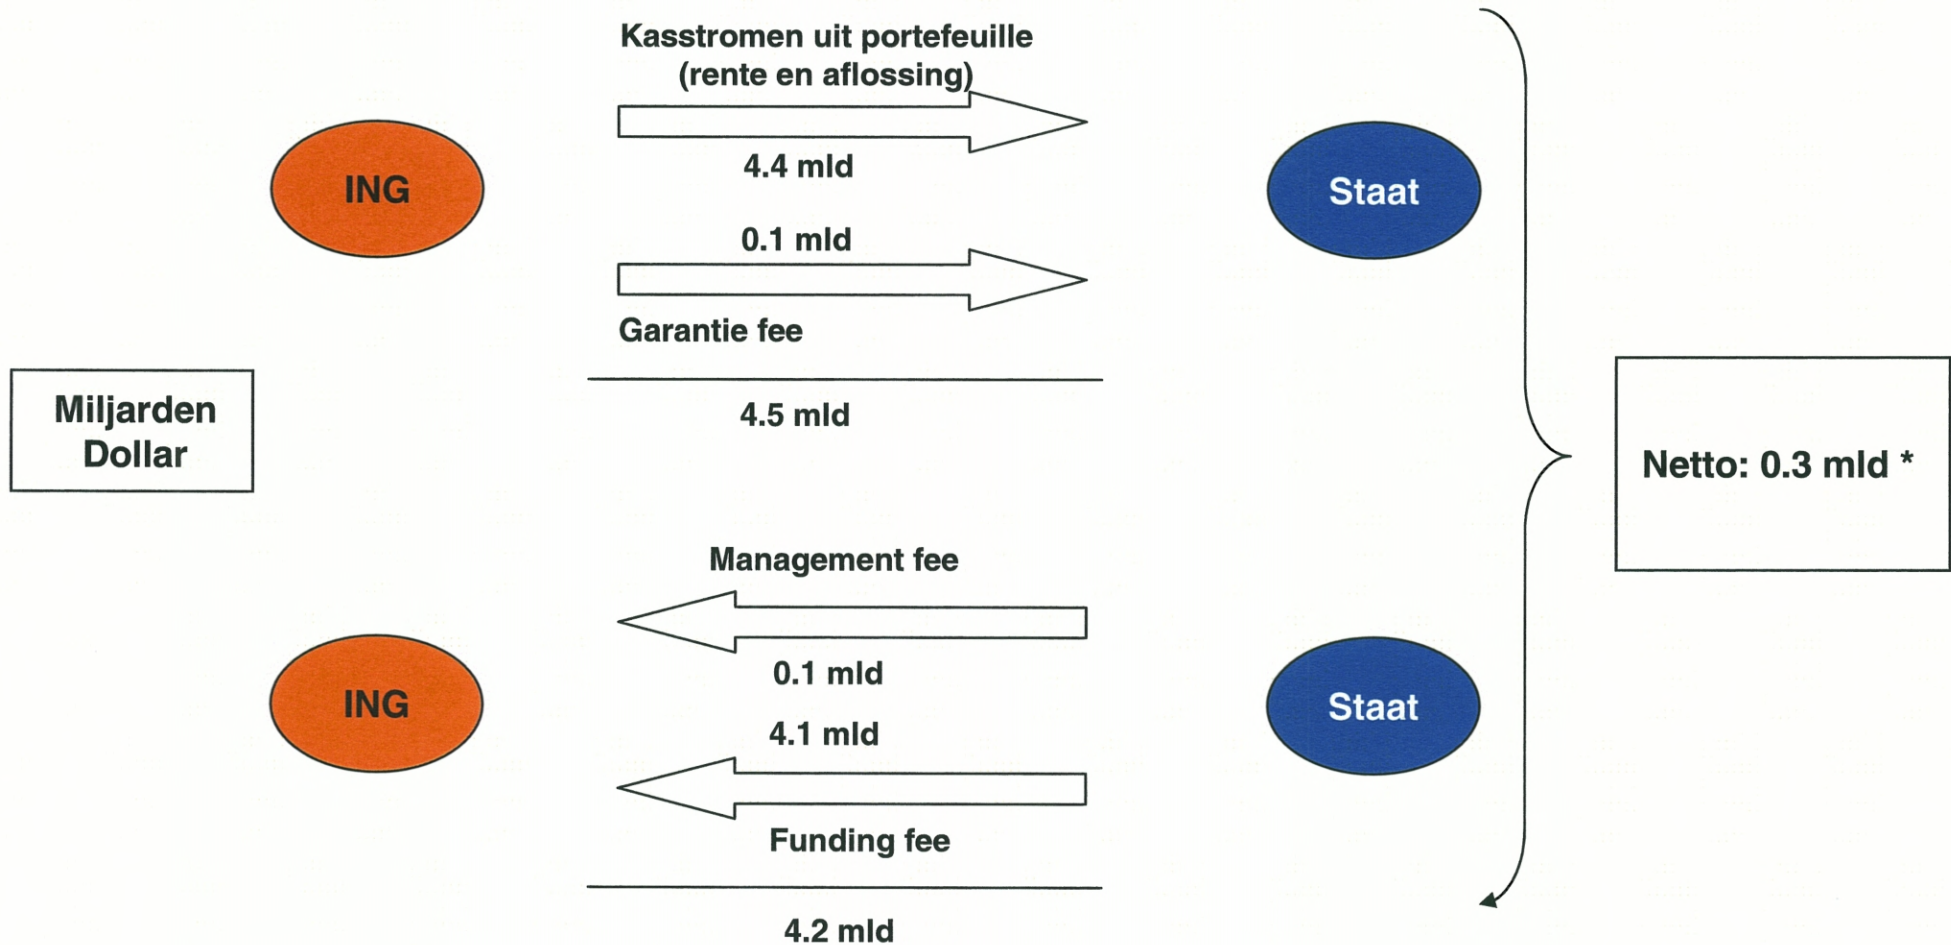 Kasstromen uit portefeuille
(rente en aflossing)
4.4 mld
ING
Staat
0.1 mld
Garantie fee
4.5 mld
Miljarden
Dollar
Netto: 0.3 mld *
Management fee
0.1 mld
ING
Staat
4.1 mld
Funding fee
4.2 mld